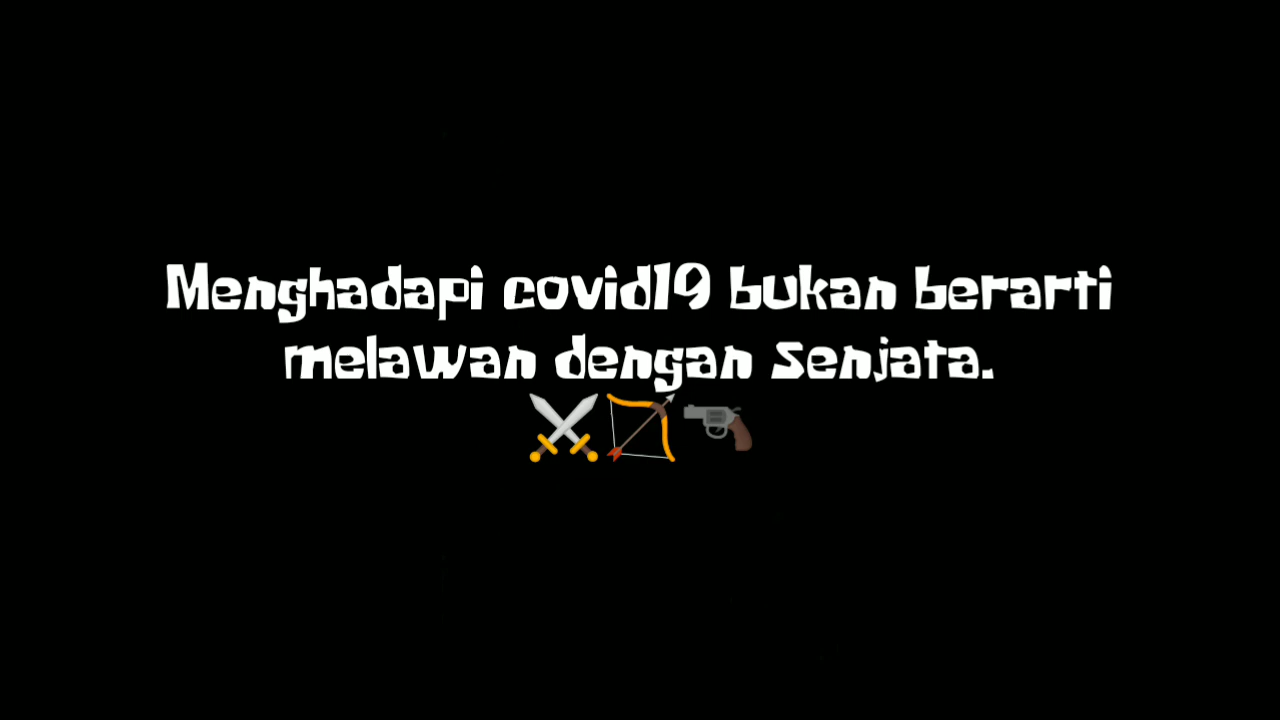 Menghadapi covid19 bukan berarti
melawan dengan senjata.
⚔️🏹🔫